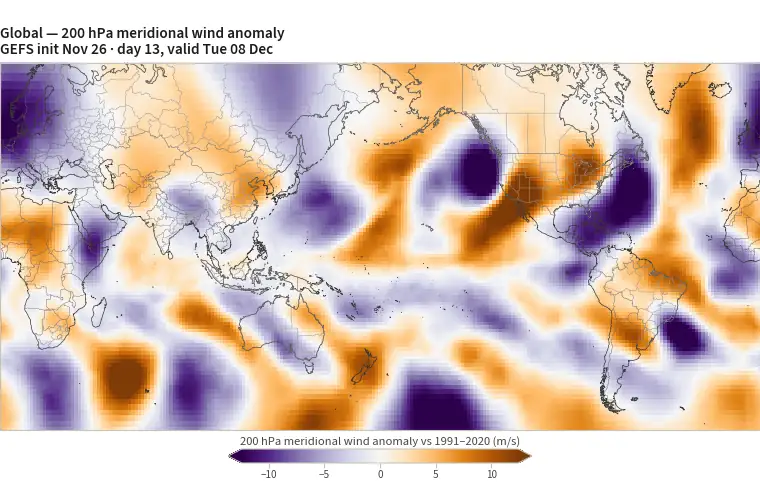 Global — 200 hPa meridional wind anomaly
GEFS init Nov 26 · day 13, valid Tue 08 Dec
200 hPa meridional wind anomaly vs 1991–2020 (m/s)
−10 −5 0 5 10